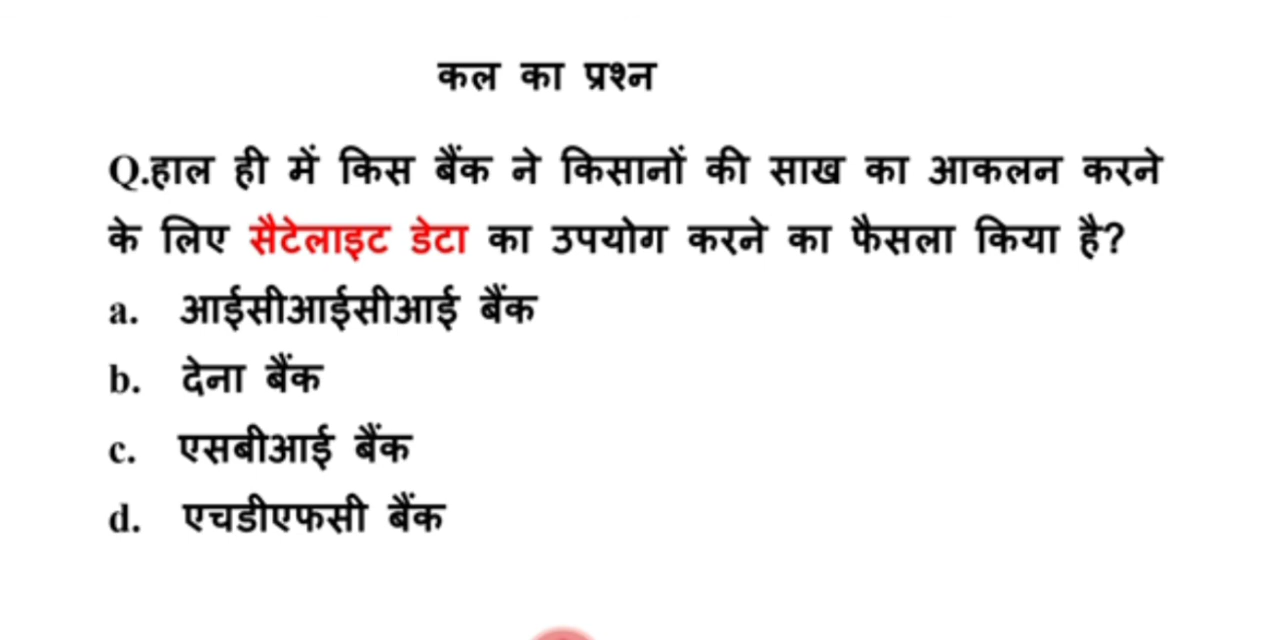 कल का प्रश्न
Q.हाल ही में किस बैंक ने किसानों की साख का आकलन करने
के लिए सैटेलाइट डेटा का उपयोग करने का फैसला किया है?
a. आईसीआईसीआई बैंक
b. देना बैंक
c. एसबीआई बैंक
d. एचडीएफसी बैंक